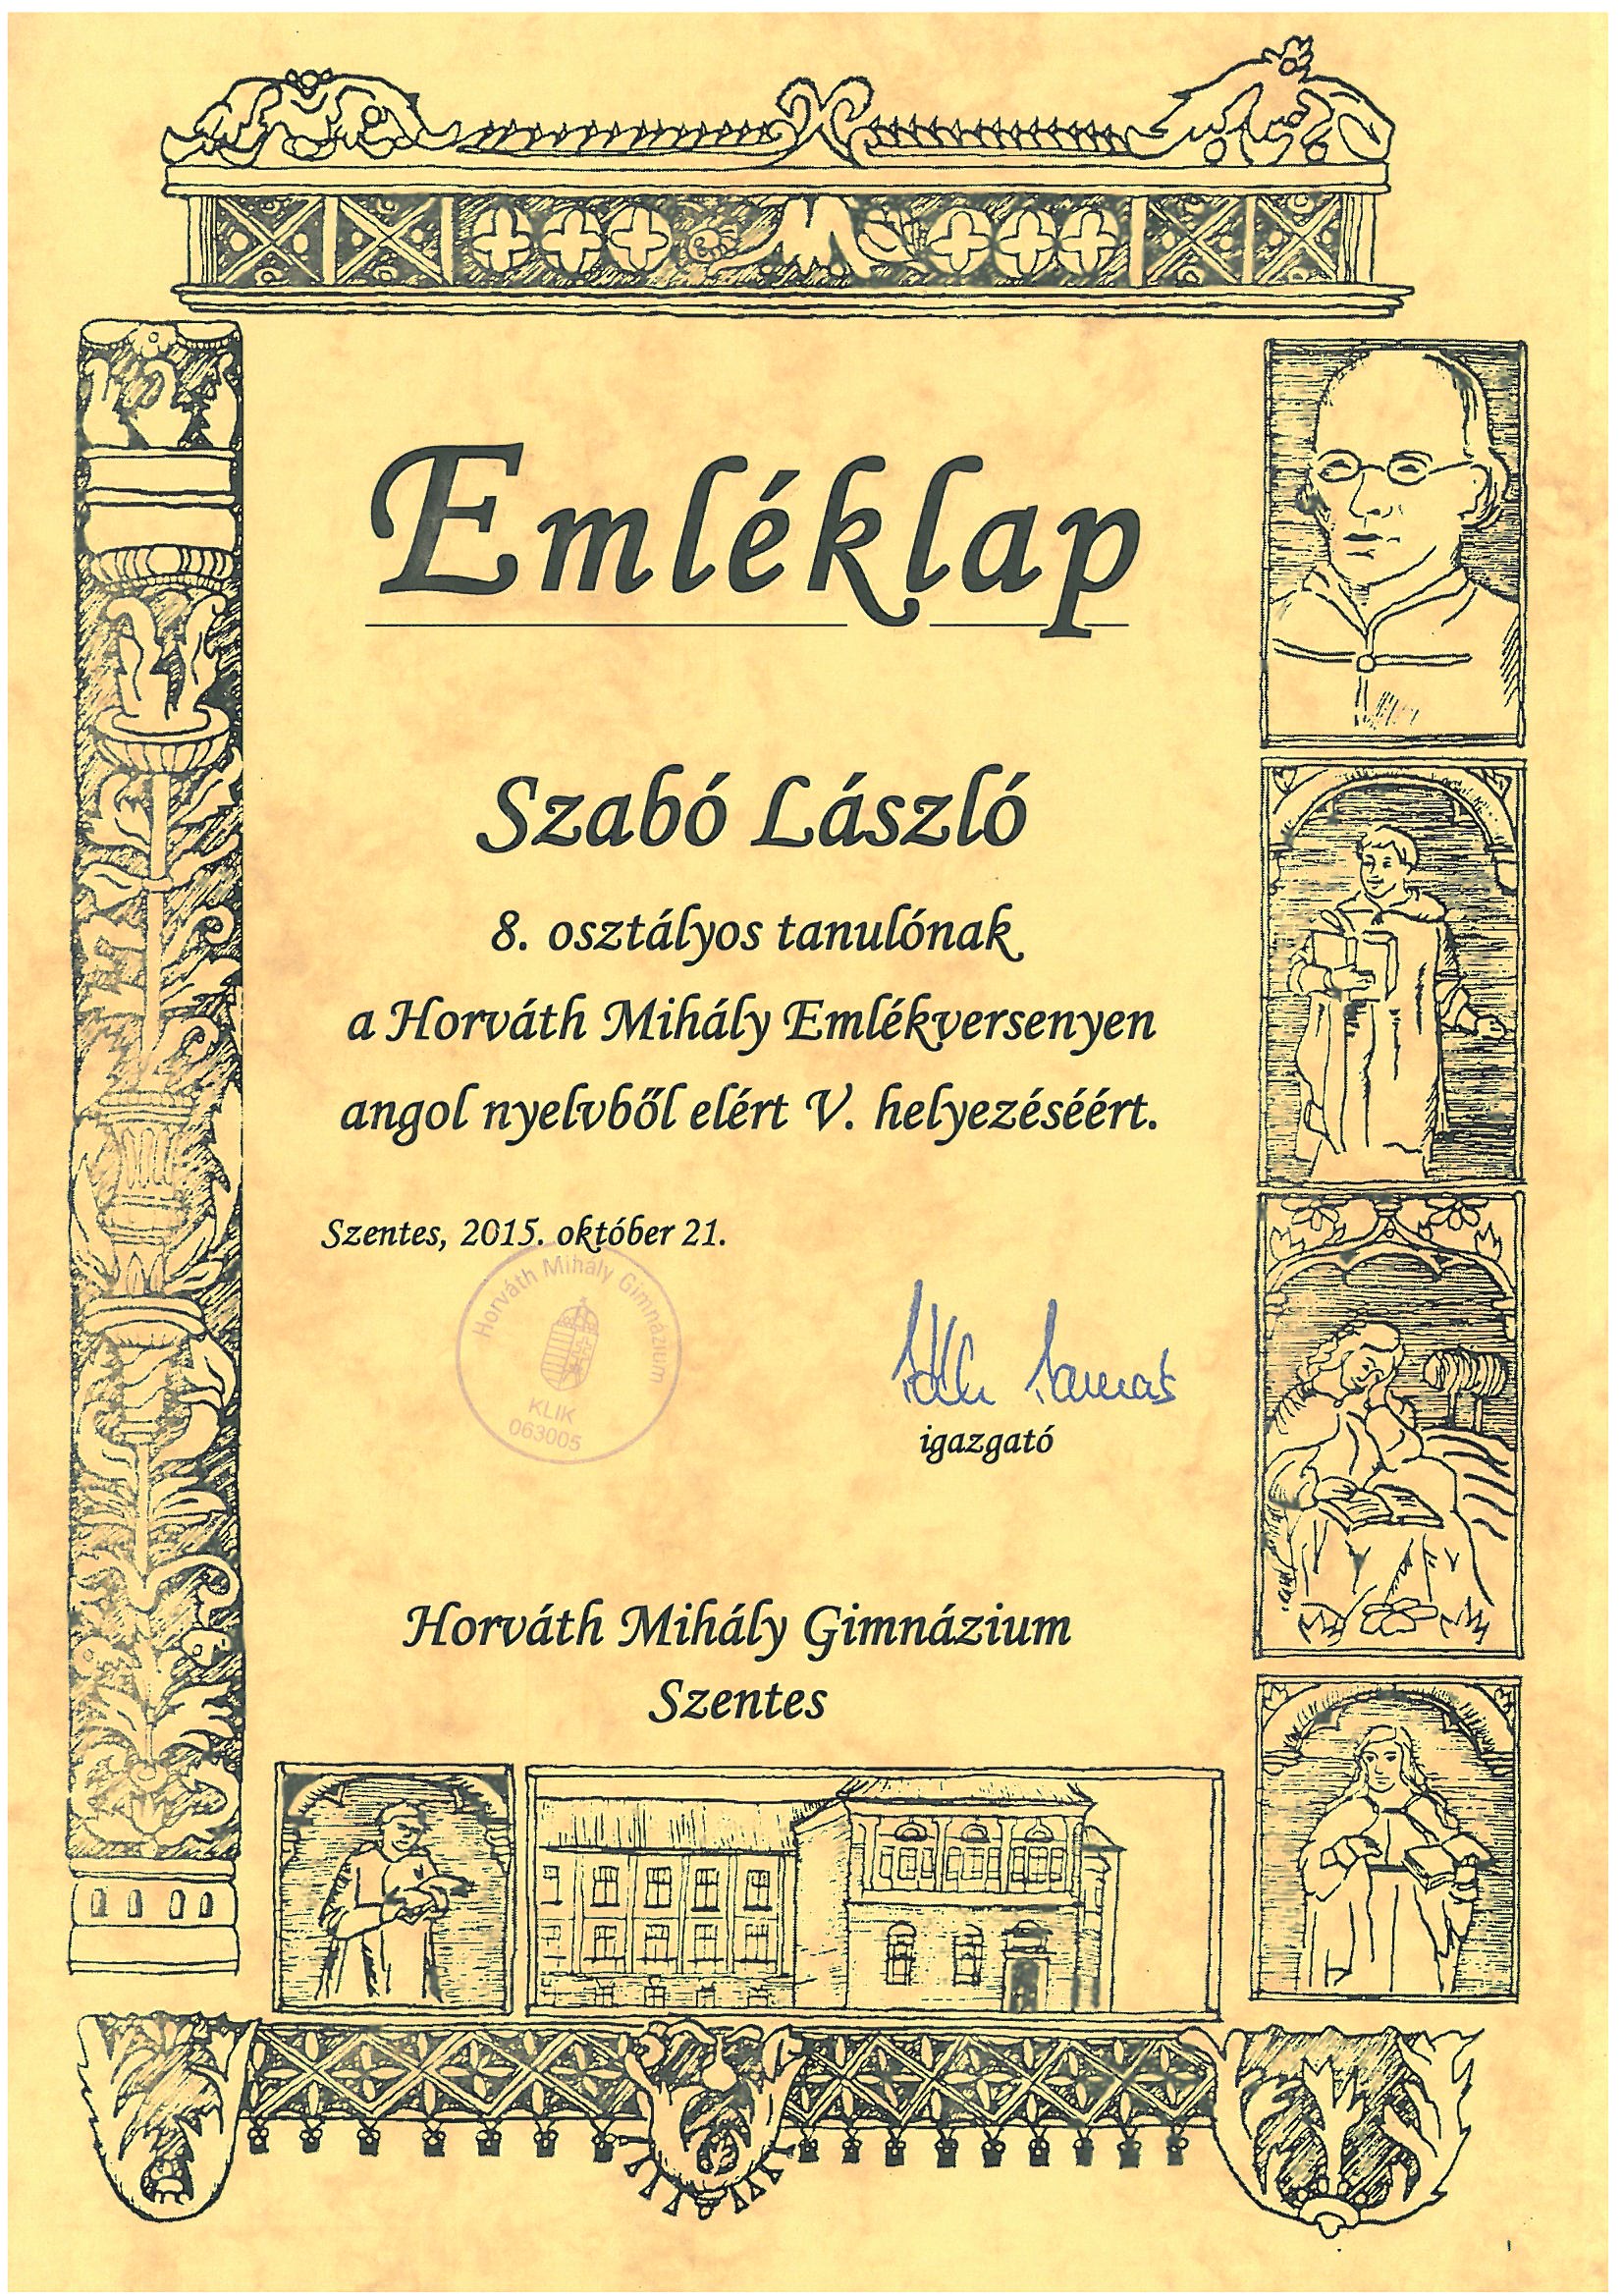 Emléklap
Szabó László
8. osztályos tanulónak
a Horváth Mihály Emlékversenyen
angol nyelvből elért V. helyezéséért.
Szentes, 2015. október 21.
Horváth Mihály Gimnázium
KLIK
063005
igazgató
Horváth Mihály Gimnázium
Szentes